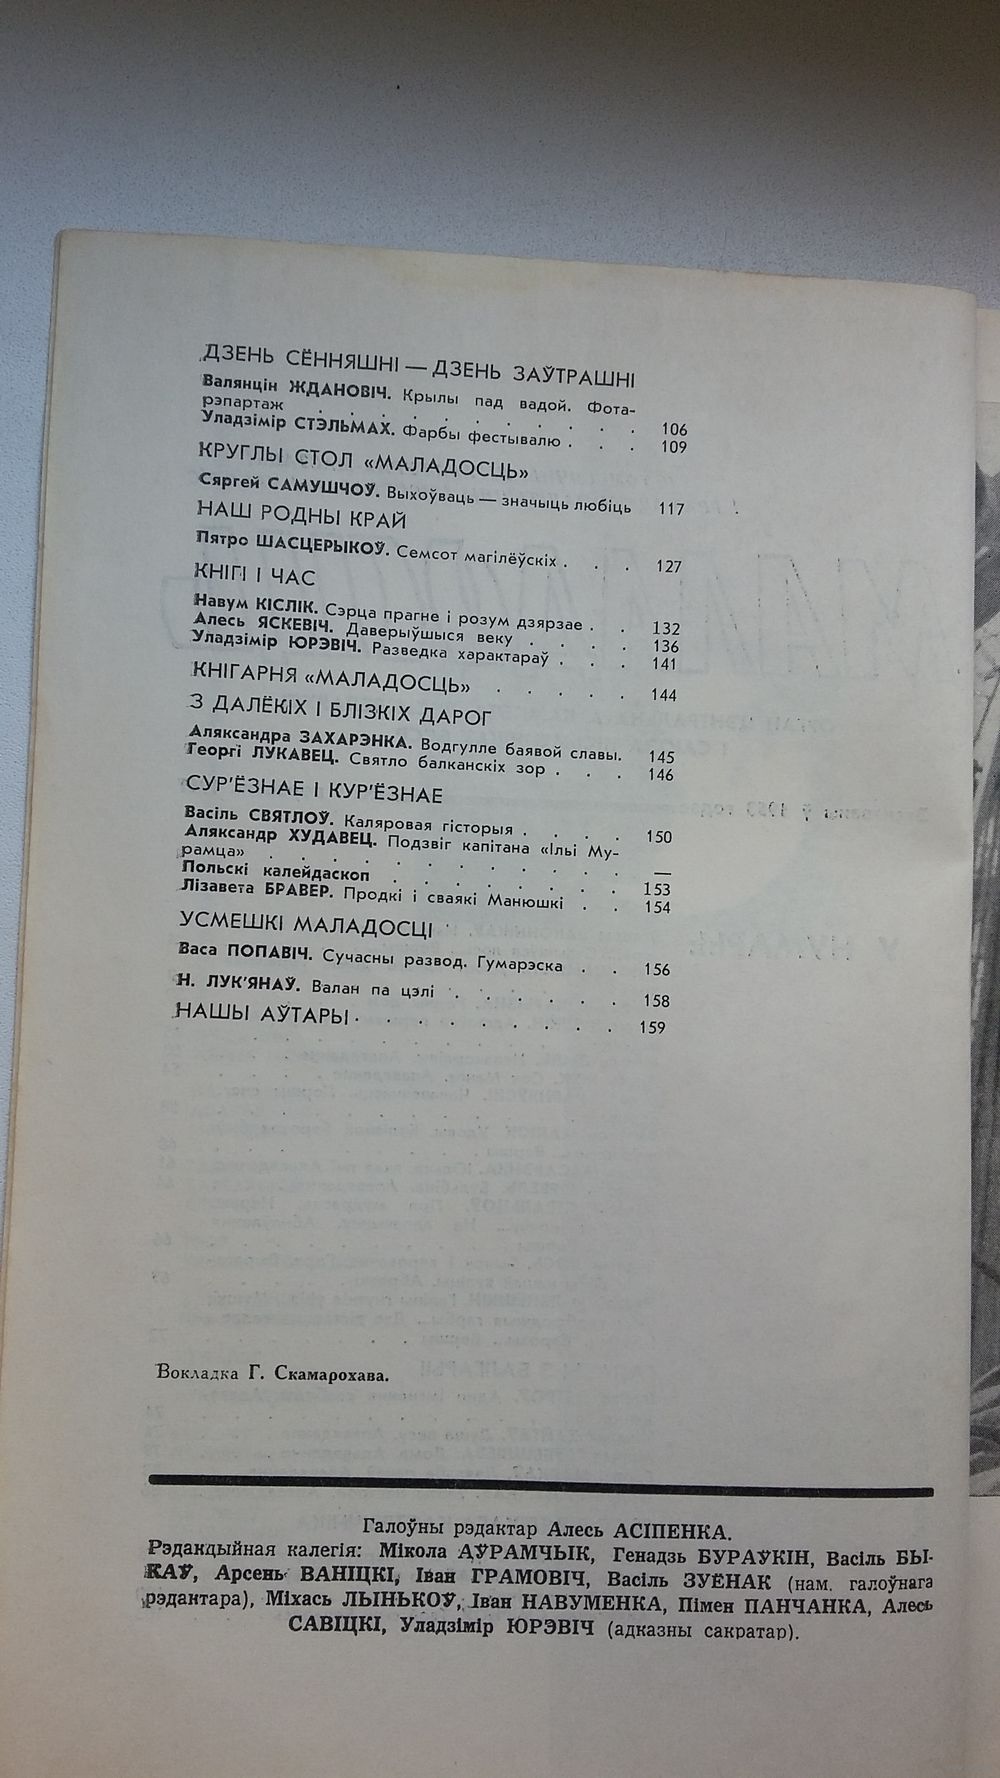 ДЗЕНЬ СЁННЯШНІ — ДЗЕНЬ ЗАЎТРАШНІ
Валянцін ЖДАНОВІЧ. Крылы пад вадой. Фота-
рэпартаж . . . . . . . 106
Уладзімір СТЭЛЬМАХ. Фарбы фестывалю . . . 109
КРУГЛЫ СТОЛ «МАЛАДОСЦЬ»
Сяргей САМУШЧОЎ. Выхоўваць — значыць любіць 117
НАШ РОДНЫ КРАЙ
Пятро ШАСЦЕРЫКОЎ. Семсот магілёўскіх . . . 127
КНІГІ І ЧАС
Навум КІСЛІК. Сэрца прагне і розум дзярзае . . 132
Алесь ЯСКЕВІЧ. Даверыўшыся веку . . . . 136
Уладзімір ЮРЭВІЧ. Разведка характараў . . . 141
КНІГАРНЯ «МАЛАДОСЦЬ» . . . . . 144
З ДАЛЁКІХ І БЛІЗКІХ ДАРОГ
Аляксандра ЗАХАРЭНКА. Водгулле баявой славы. 145
Георгі ЛУКАВЕЦ. Святло балканскіх зор . . . 146
СУР’ЁЗНАЕ І КУР’ЁЗНАЕ
Васіль СВЯТЛОЎ. Каляровая гісторыя . . . . 150
Аляксандр ХУДАВЕЦ. Подзвіг капітана «Ільі Му-
рамца» . . . . . . . . —
Польскі калейдаскоп . . . . . . 153
Лізавета БРАВЕР. Продкі і сваякі Манюшкі . . 154
УСМЕШКІ МАЛАДОСЦІ
Васа ПОПАВІЧ. Сучасны развод. Гумарэска . . 156
Н. ЛУК’ЯНАЎ. Валан па цэлі . . . . . . 158
НАШЫ АЎТАРЫ . . . . . . . . 159
Вокладка Г. Скамарохава.
Галоўны рэдактар Алесь АСІПЕНКА.
Рэдакцыйная калегія: Мікола АЎРАМЧЫК, Генадзь БУРАЎКІН, Васіль БЫ-
КАЎ, Арсень ВАНІЦКІ, Іван ГРАМОВІЧ, Васіль ЗУЁНАК (нам. галоўнага
рэдактара), Міхась ЛЫНЬКОЎ, Іван НАВУМЕНКА, Пімен ПАНЧАНКА, Алесь
САВІЦКІ, Уладзімір ЮРЭВІЧ (адказны сакратар).